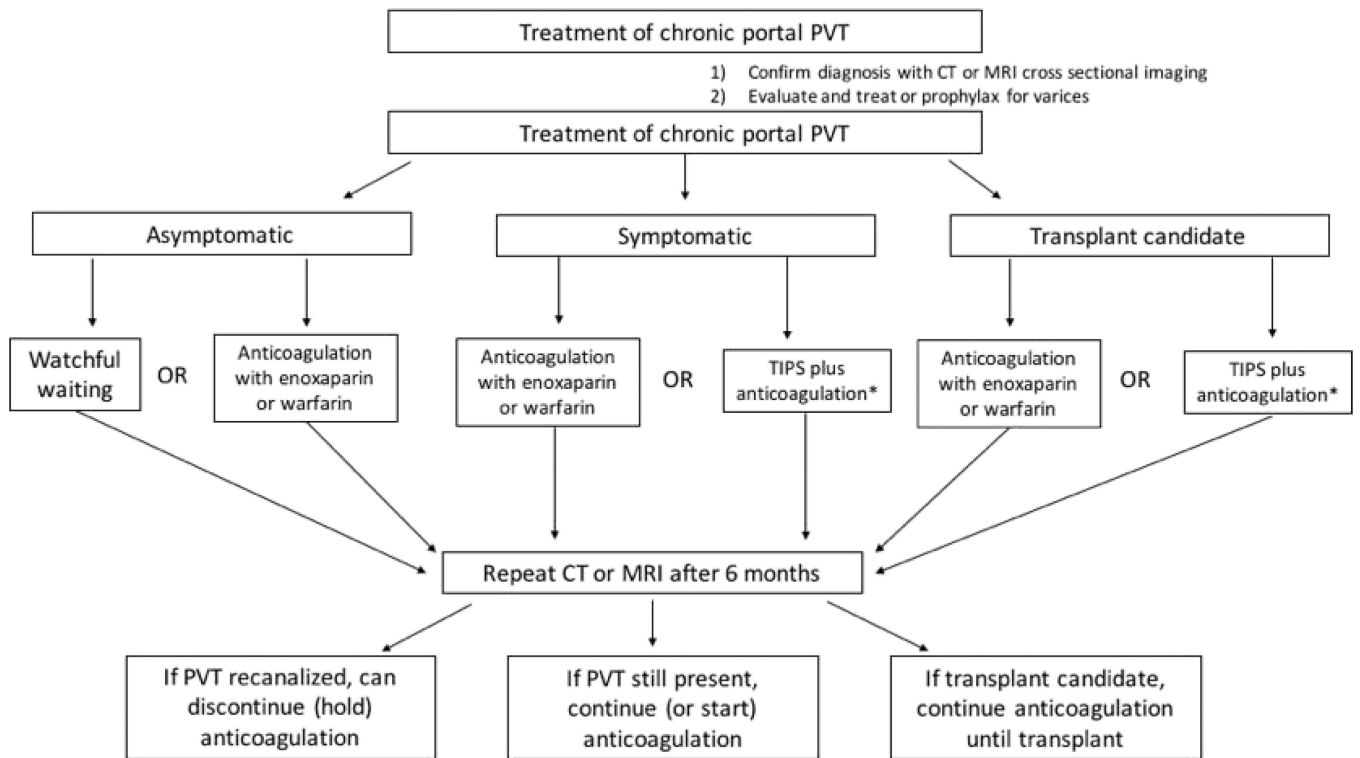 Treatment of chronic portal PVT
1) Confirm diagnosis with CT or MRI cross sectional imaging
2) Evaluate and treat or prophylax for varices
Treatment of chronic portal PVT
Asymptomatic
Symptomatic
Transplant candidate
Watchful
waiting
OR
Anticoagulation
with enoxaparin
or warfarin
Anticoagulation
with enoxaparin
or warfarin
OR
TIPS plus
anticoagulation*
Anticoagulation
with enoxaparin
or warfarin
OR
TIPS plus
anticoagulation*
Repeat CT or MRI after 6 months
If PVT recanalized, can
discontinue (hold)
anticoagulation
If PVT still present,
continue (or start)
anticoagulation
If transplant candidate,
continue anticoagulation
until transplant